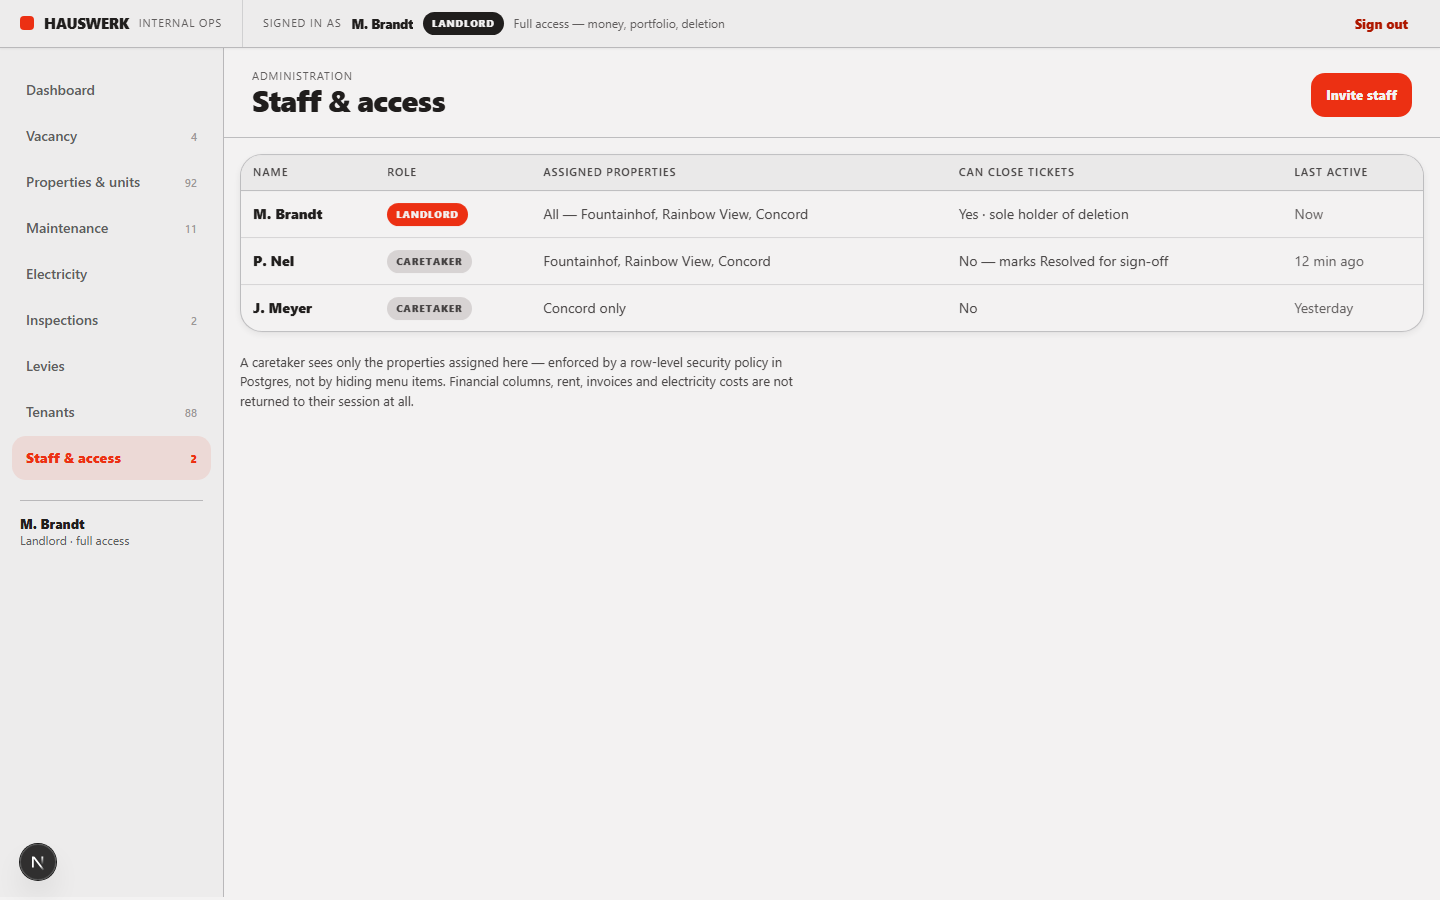 HAUSWERK INTERNAL OPS SIGNED IN AS M. Brandt LANDLORD Full access — money, portfolio, deletion Sign out
Dashboard
Vacancy 4
Properties & units 92
Maintenance 11
Electricity
Inspections 2
Levies
Tenants 88
Staff & access 2
M. Brandt
Landlord · full access
N
ADMINISTRATION
Staff & access
Invite staff
NAME ROLE ASSIGNED PROPERTIES CAN CLOSE TICKETS LAST ACTIVE
M. Brandt LANDLORD All — Fountainhof, Rainbow View, Concord Yes · sole holder of deletion Now
P. Nel CARETAKER Fountainhof, Rainbow View, Concord No — marks Resolved for sign-off 12 min ago
J. Meyer CARETAKER Concord only No Yesterday
A caretaker sees only the properties assigned here — enforced by a row-level security policy in
Postgres, not by hiding menu items. Financial columns, rent, invoices and electricity costs are not
returned to their session at all.